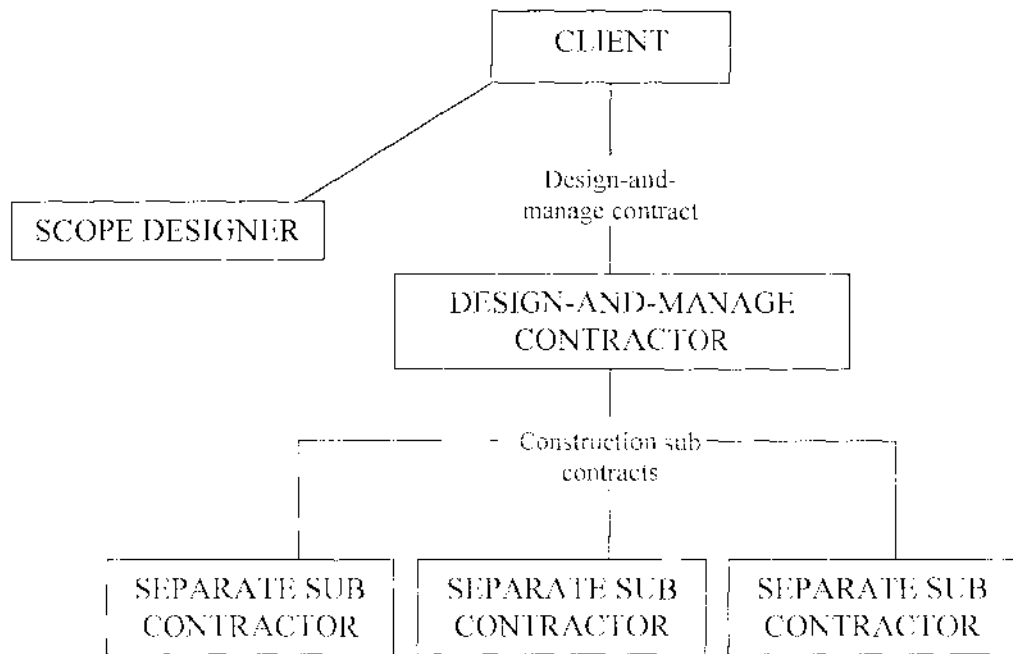 CLIENT
Design-and-
manage contract
SCOPE DESIGNER
DESIGN-AND-MANAGE
CONTRACTOR
Construction sub
contracts
SEPARATE SUB
CONTRACTOR
SEPARATE SUB
CONTRACTOR
SEPARATE SUB
CONTRACTOR